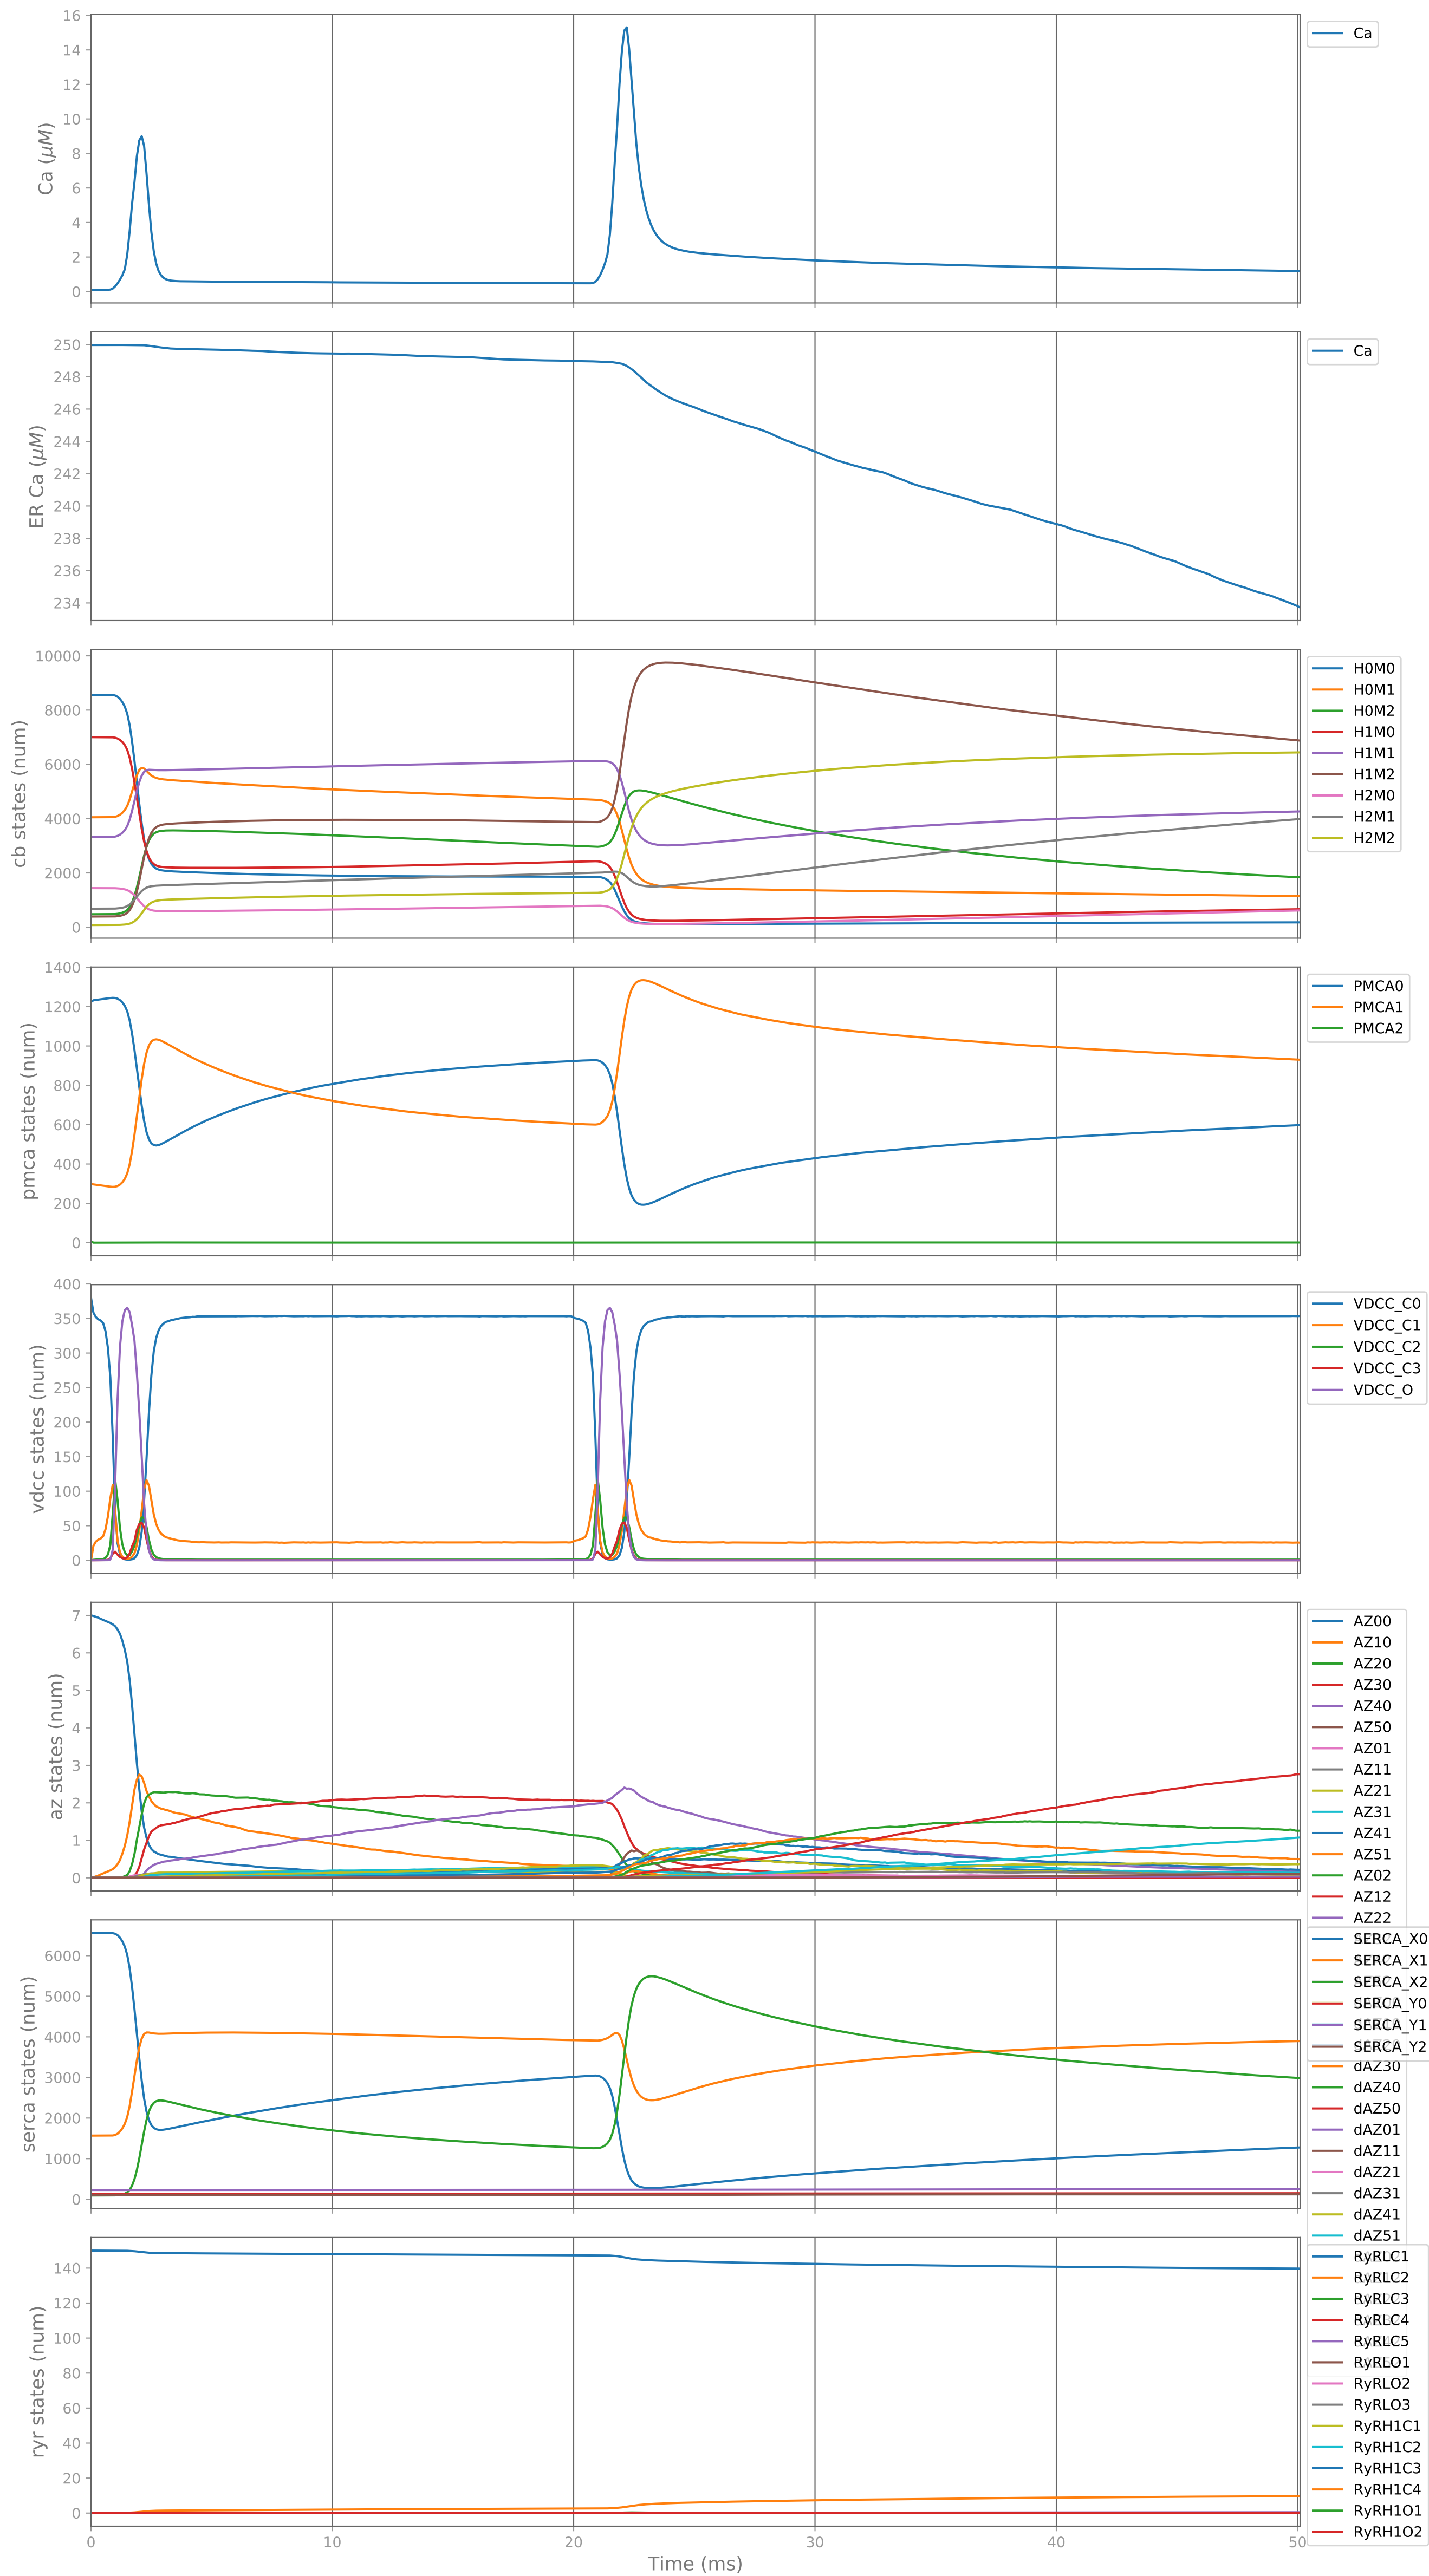 16
14
12
10
8
6
4
2
0
Ca (μM)
Ca
250
248
246
244
242
240
238
236
234
ER Ca (μM)
Ca
10000
8000
6000
4000
2000
0
cb states (num)
H0M0
H0M1
H0M2
H1M0
H1M1
H1M2
H2M0
H2M1
H2M2
1400
1200
1000
800
600
400
200
0
pmca states (num)
PMCA0
PMCA1
PMCA2
400
350
300
250
200
150
100
50
0
vdcc states (num)
VDCC_C0
VDCC_C1
VDCC_C2
VDCC_C3
VDCC_O
7
6
5
4
3
2
1
0
az states (num)
AZ00
AZ10
AZ20
AZ30
AZ40
AZ50
AZ01
AZ11
AZ21
AZ31
AZ41
AZ51
AZ02
AZ12
AZ22
6000
5000
4000
3000
2000
1000
0
serca states (num)
SERCA_X0
SERCA_X1
SERCA_X2
SERCA_Y0
SERCA_Y1
SERCA_Y2
dAZ30
dAZ40
dAZ50
dAZ01
dAZ11
dAZ21
dAZ31
dAZ41
dAZ51
140
120
100
80
60
40
20
0
ryr states (num)
RyRLC1
RyRLC2
RyRLC3
RyRLC4
RyRLC5
RyRLO1
RyRLO2
RyRLO3
RyRH1C1
RyRH1C2
RyRH1C3
RyRH1C4
RyRH1O1
RyRH1O2
0
10
20
30
40
50
Time (ms)